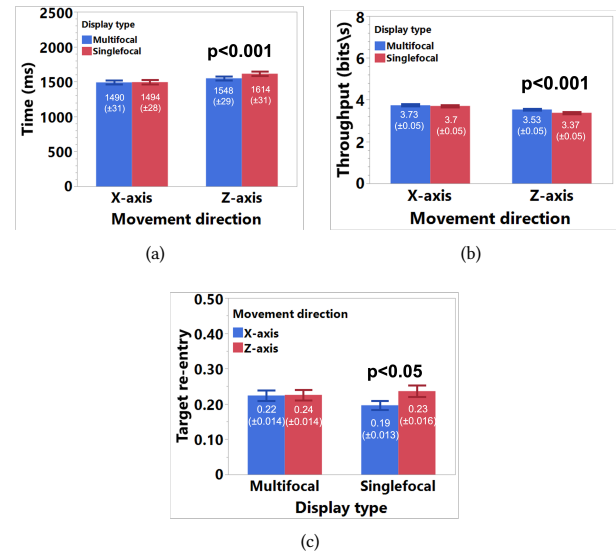 2500
2000
1500
1000
500
0
Time (ms)
Display type
Multifocal
Singlefocal
p<0.001
1490
(±31)
1494
(±28)
1548
(±29)
1614
(±31)
X-axis
Z-axis
Movement direction
(a)
8
6
4
2
0
Throughput (bits\s)
Display type
Multifocal
Singlefocal
p<0.001
3.73
(±0.05)
3.7
(±0.05)
3.53
(±0.05)
3.37
(±0.05)
X-axis
Z-axis
Movement direction
(b)
0.50
0.40
0.30
0.20
0.10
0
Target re-entry
Movement direction
X-axis
Z-axis
p<0.05
0.22
(±0.014)
0.24
(±0.014)
0.19
(±0.013)
0.23
(±0.016)
Multifocal
Singlefocal
Display type
(c)